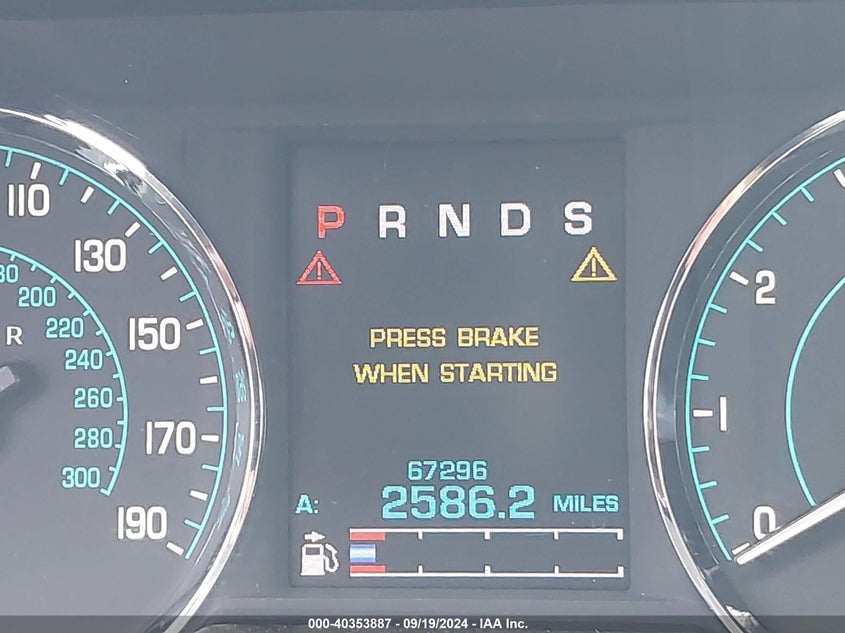 P R N D S
PRESS BRAKE
WHEN STARTING
67296
A: 2586.2 MILES
110
130
150
170
190
200
220
240
260
280
300
R
2
1
0
000-40353887 - 09/19/2024 - IAA Inc.